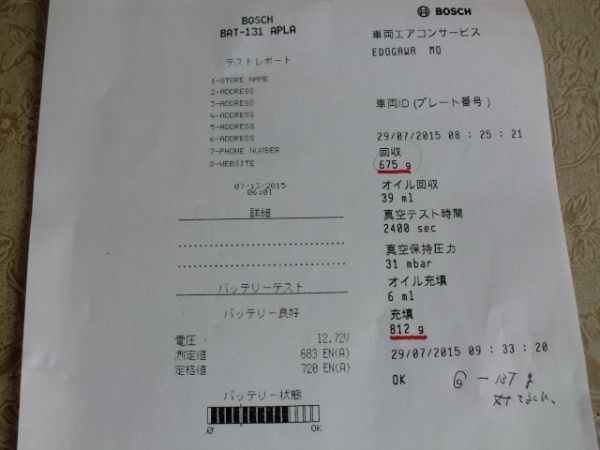 BOSCH
BAT-131 APLA
テストレポート
1-STORE NAME
2-ADDRESS
3-ADDRESS
4-ADDRESS
5-ADDRESS
6-ADDRESS
7-PHONE NUMBER
8-WEBSITE
07/13/2015
06:01
詳細
バッテリーテスト
バッテリー良好
電圧 12.72V
測定値 683 EN(A)
定格値 720 EN(A)
バッテリー状態
0 OK
BOSCH
車両エアコンサービス
EDOGAWA MO
車両ID (プレート番号)
29/07/2015 08 : 25 : 21
回収
675 g
オイル回収
39 ml
真空テスト時間
2400 sec
真空保持圧力
31 mbar
オイル充填
6 ml
充填
812 g
29/07/2015 09 : 33 : 20
OK
-137 g